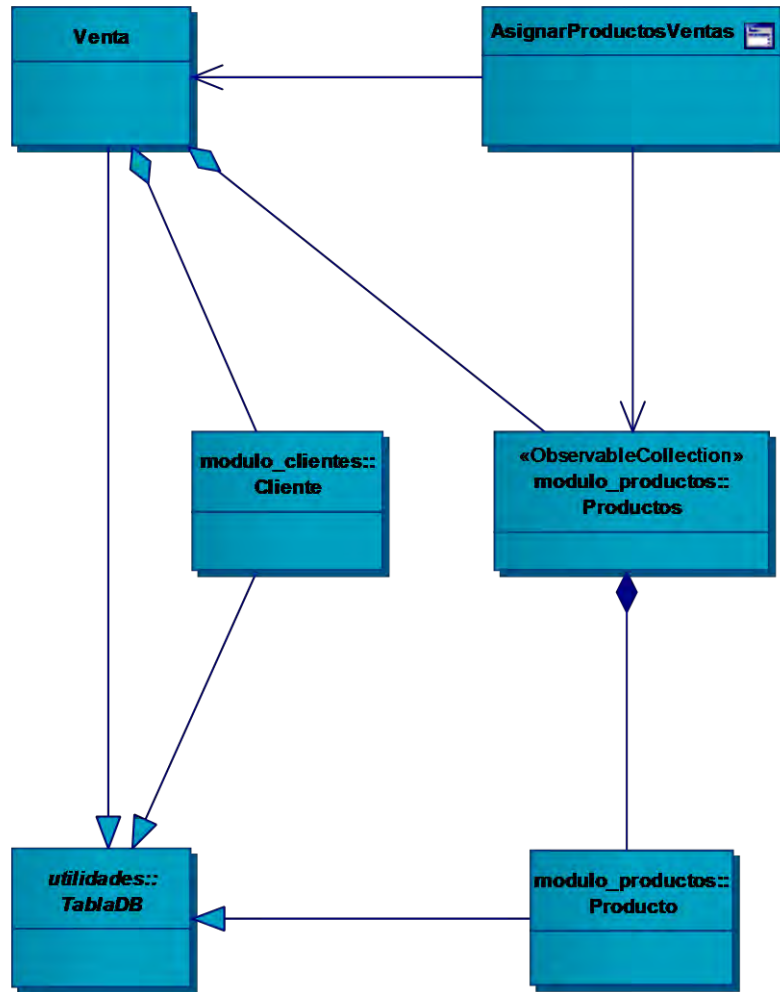 Venta
AsignarProductosVentas
modulo_clientes::
Cliente
«ObservableCollection»
modulo_productos::
Productos
utilidades::
TablaDB
modulo_productos::
Producto